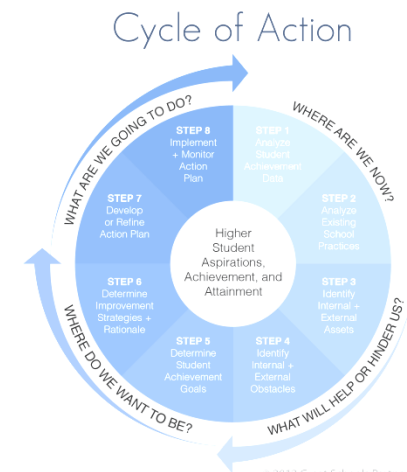 Cycle of Action
WHERE ARE WE NOW?
STEP 1
Analyze
Student
Achievement
Data
STEP 2
Analyze
Existing
School
Practices
WHAT WILL HELP OR HINDER US?
STEP 3
Identify
Internal +
External
Assets
STEP 4
Identify
Internal +
External
Obstacles
WHERE DO WE WANT TO BE?
STEP 5
Determine
Student
Achievement
Goals
STEP 6
Determine
Improvement
Strategies +
Rationale
WHAT ARE WE GOING TO DO?
STEP 7
Develop
or Refine
Action Plan
STEP 8
Implement
+ Monitor
Action
Plan
Higher
Student
Aspirations,
Achievement, and
Attainment